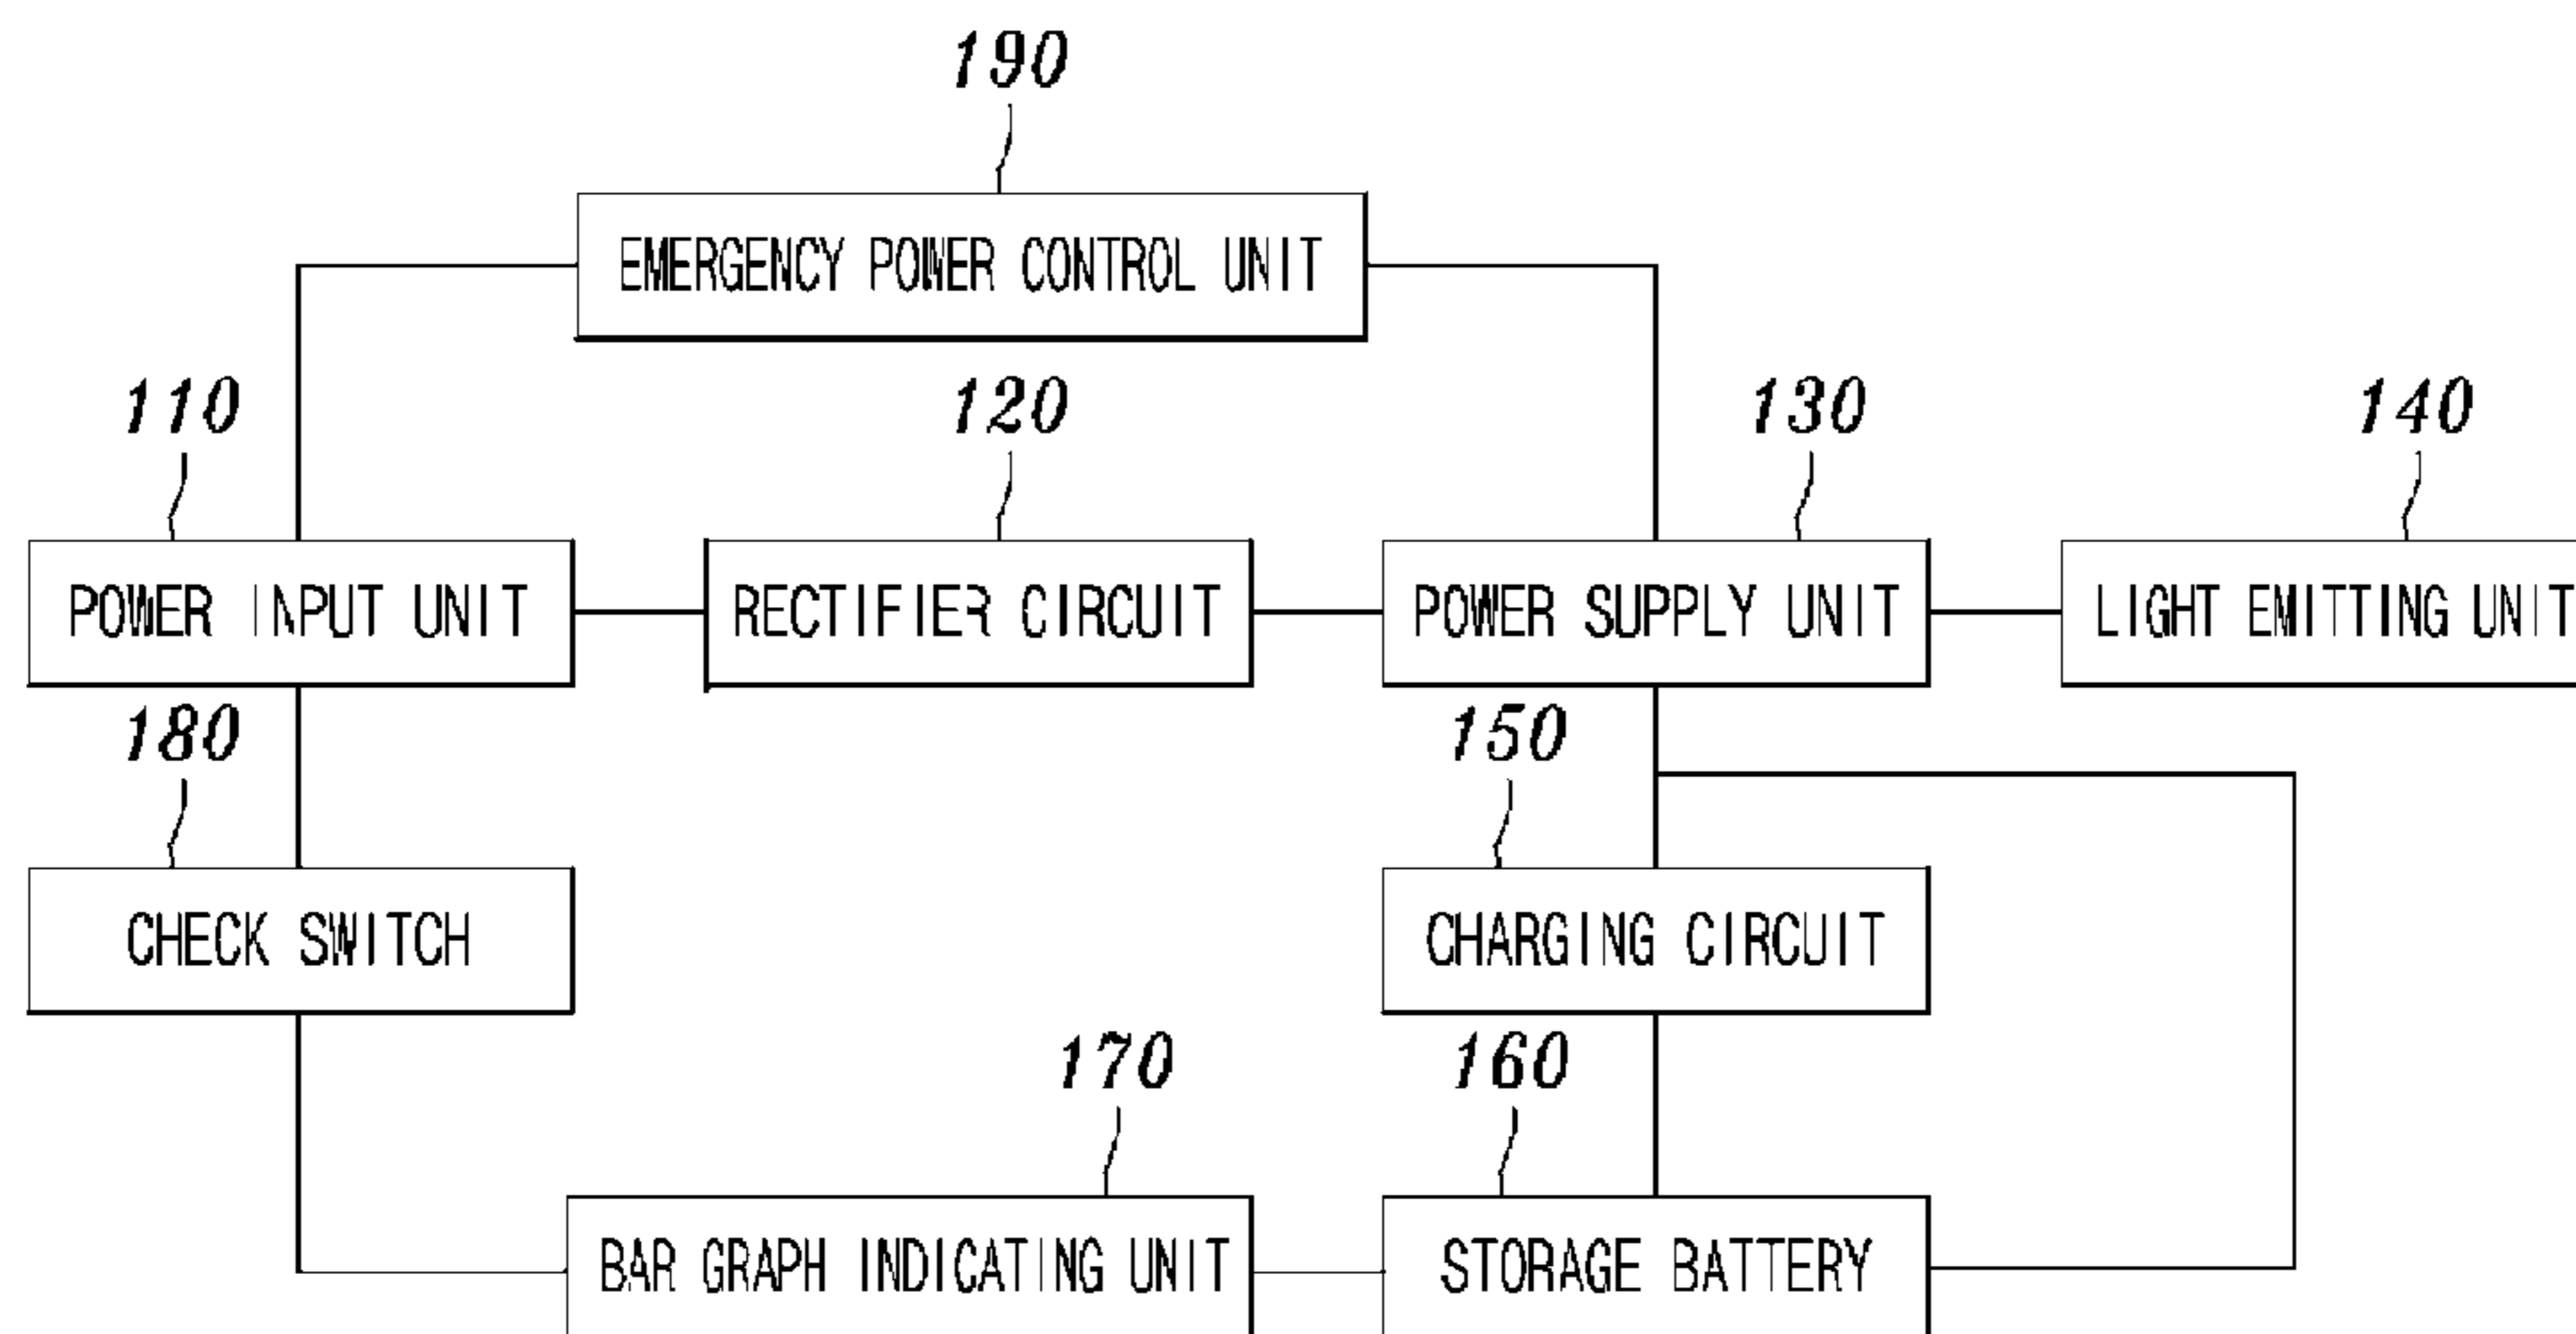 190
EMERGENCY POWER CONTROL UNIT
110
120
130
140
POWER INPUT UNIT
RECTIFIER CIRCUIT
POWER SUPPLY UNIT
LIGHT EMITTING UNIT
180
150
CHECK SWITCH
CHARGING CIRCUIT
170
160
BAR GRAPH INDICATING UNIT
STORAGE BATTERY